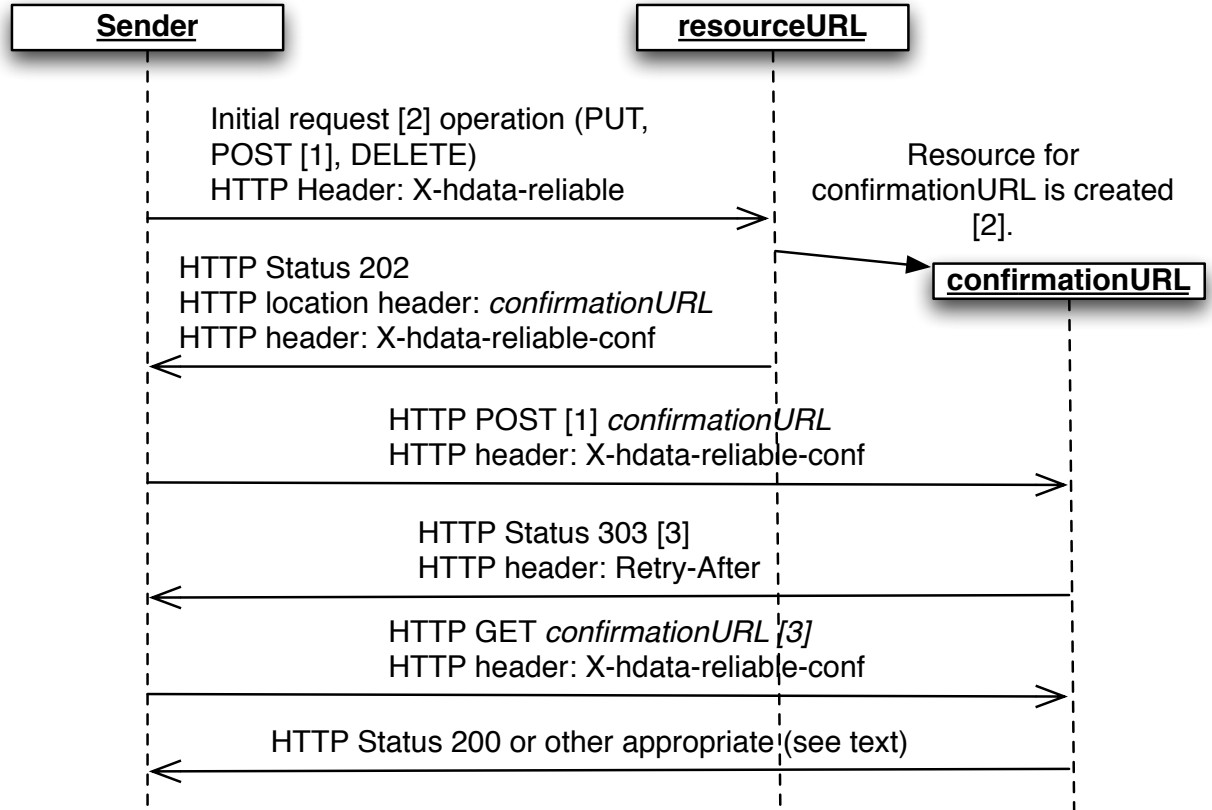 Sender
resourceURL
Initial request [2] operation (PUT,
POST [1], DELETE)
HTTP Header: X-hdata-reliable
Resource for
confirmationURL is created
[2].
confirmationURL
HTTP Status 202
HTTP location header: confirmationURL
HTTP header: X-hdata-reliable-conf
HTTP POST [1] confirmationURL
HTTP header: X-hdata-reliable-conf
HTTP Status 303 [3]
HTTP header: Retry-After
HTTP GET confirmationURL [3]
HTTP header: X-hdata-reliable-conf
HTTP Status 200 or other appropriate (see text)